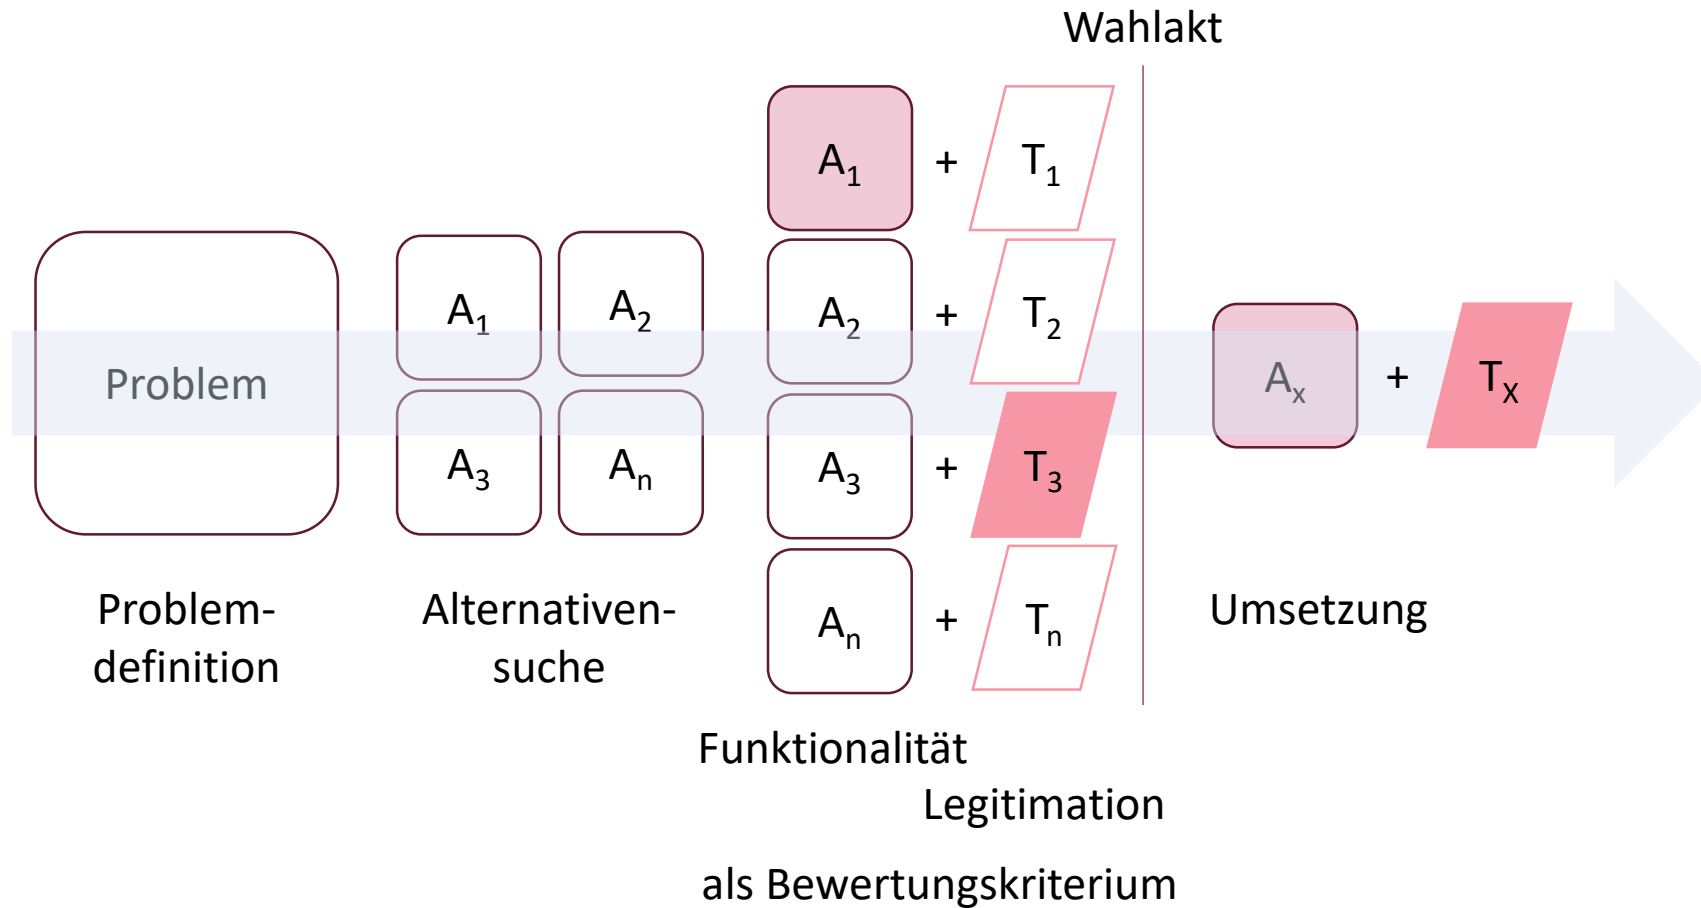 Wahlakt
A1 + T1
A1 A2
A2 + T2
Problem
Ax + TX
A3 An
A3 + T3
An + Tn
Problem-
definition
Alternativen-
suche
Umsetzung
Funktionalität
Legitimation
als Bewertungskriterium